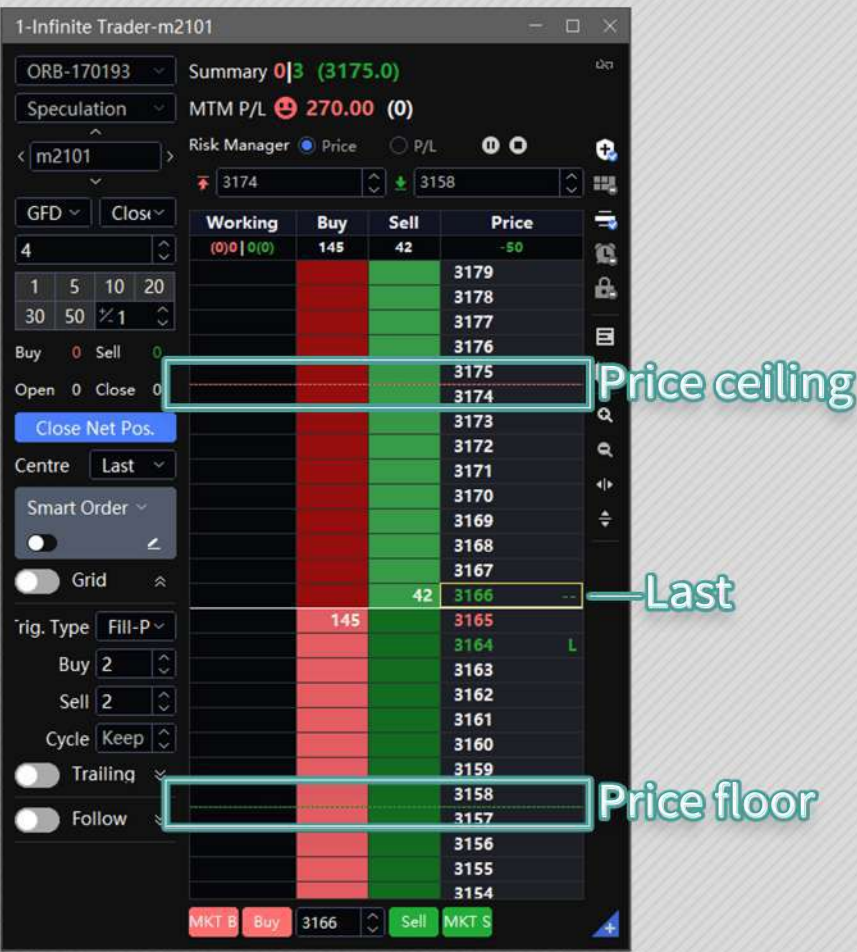 1-Infinite Trader-m2101
ORB-170193
Summary 0|3 (3175.0)
Speculation
MTM P/L 270.00 (0)
m2101
Risk Manager Price P/L
3174 3158
GFD Close
Working Buy Sell Price
4
(0)0|0(0) 145 42 -50
3179
1 5 10 20
3178
30 50 +/- 1
3177
3176
Buy 0 Sell 0
3175
Price ceiling
Open 0 Close 0
3174
3173
Close Net Pos.
3172
Centre Last
3171
3170
Smart Order
3169
3168
3167
Grid
42 3166 --
Last
145 3165
Trig. Type Fill-P
3164 L
Buy 2
3163
3162
Sell 2
3161
Cycle Keep
3160
3159
Trailing
3158
Price floor
Follow
3157
3156
3155
3154
MKT B Buy 3166 Sell MKT S